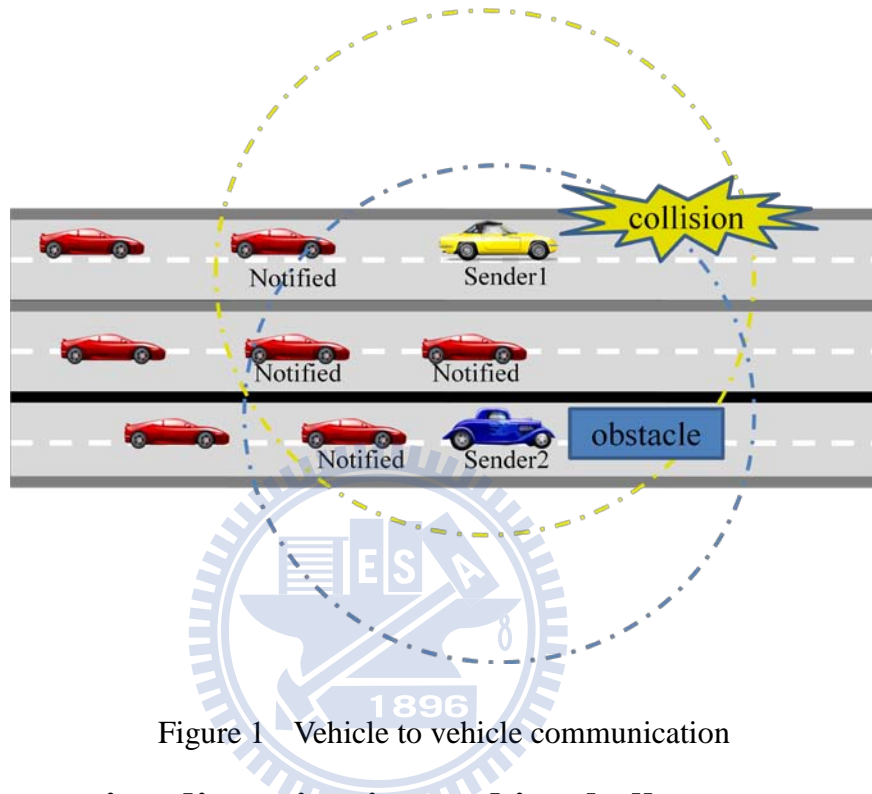 collision
Notified
Sender1
Notified
Notified
obstacle
Notified
Sender2
E S A
1896
Figure 1 Vehicle to vehicle communication